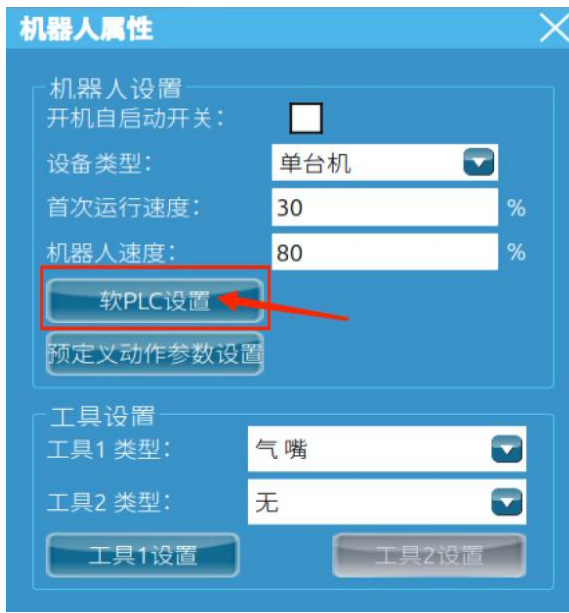 机器人属性
机器人设置
开机自启动开关：
设备类型： 单台机
首次运行速度： 30 %
机器人速度： 80 %
软PLC设置
预定义动作参数设置
工具设置
工具1 类型： 气嘴
工具2 类型： 无
工具1设置 工具2设置